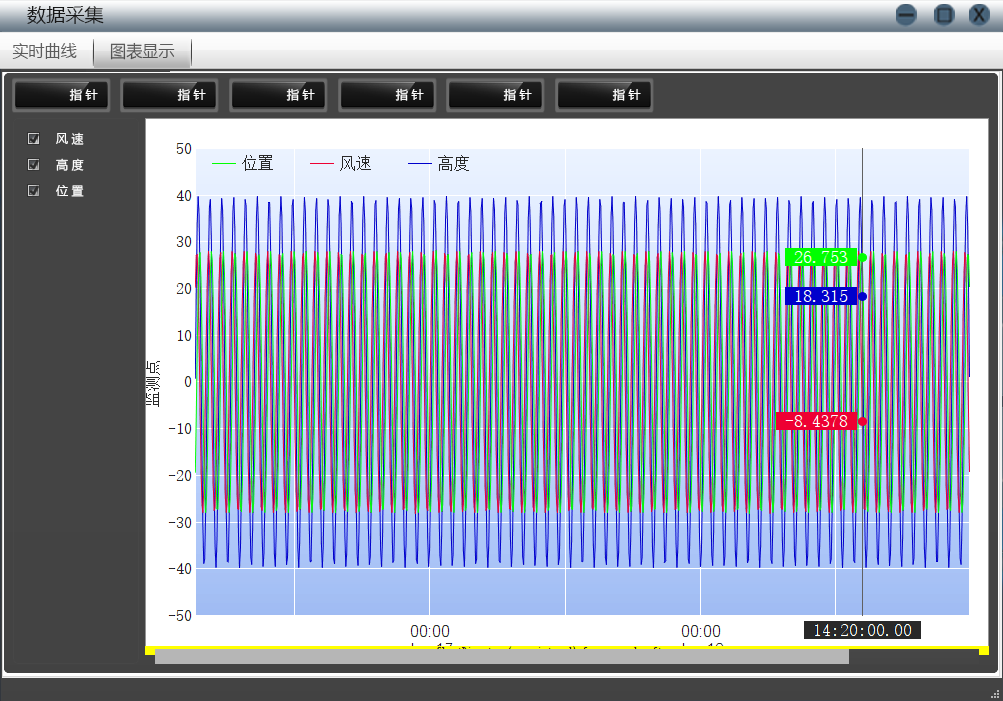 数据采集
实时曲线 图表显示
指针 指针 指针 指针 指针 指针
风速
高度
位置
位置 风速 高度
50
40
30
20
10
0
-10
-20
-30
-40
-50
26.753
18.315
-8.4378
监测点
00:00 00:00 14:20:00.00